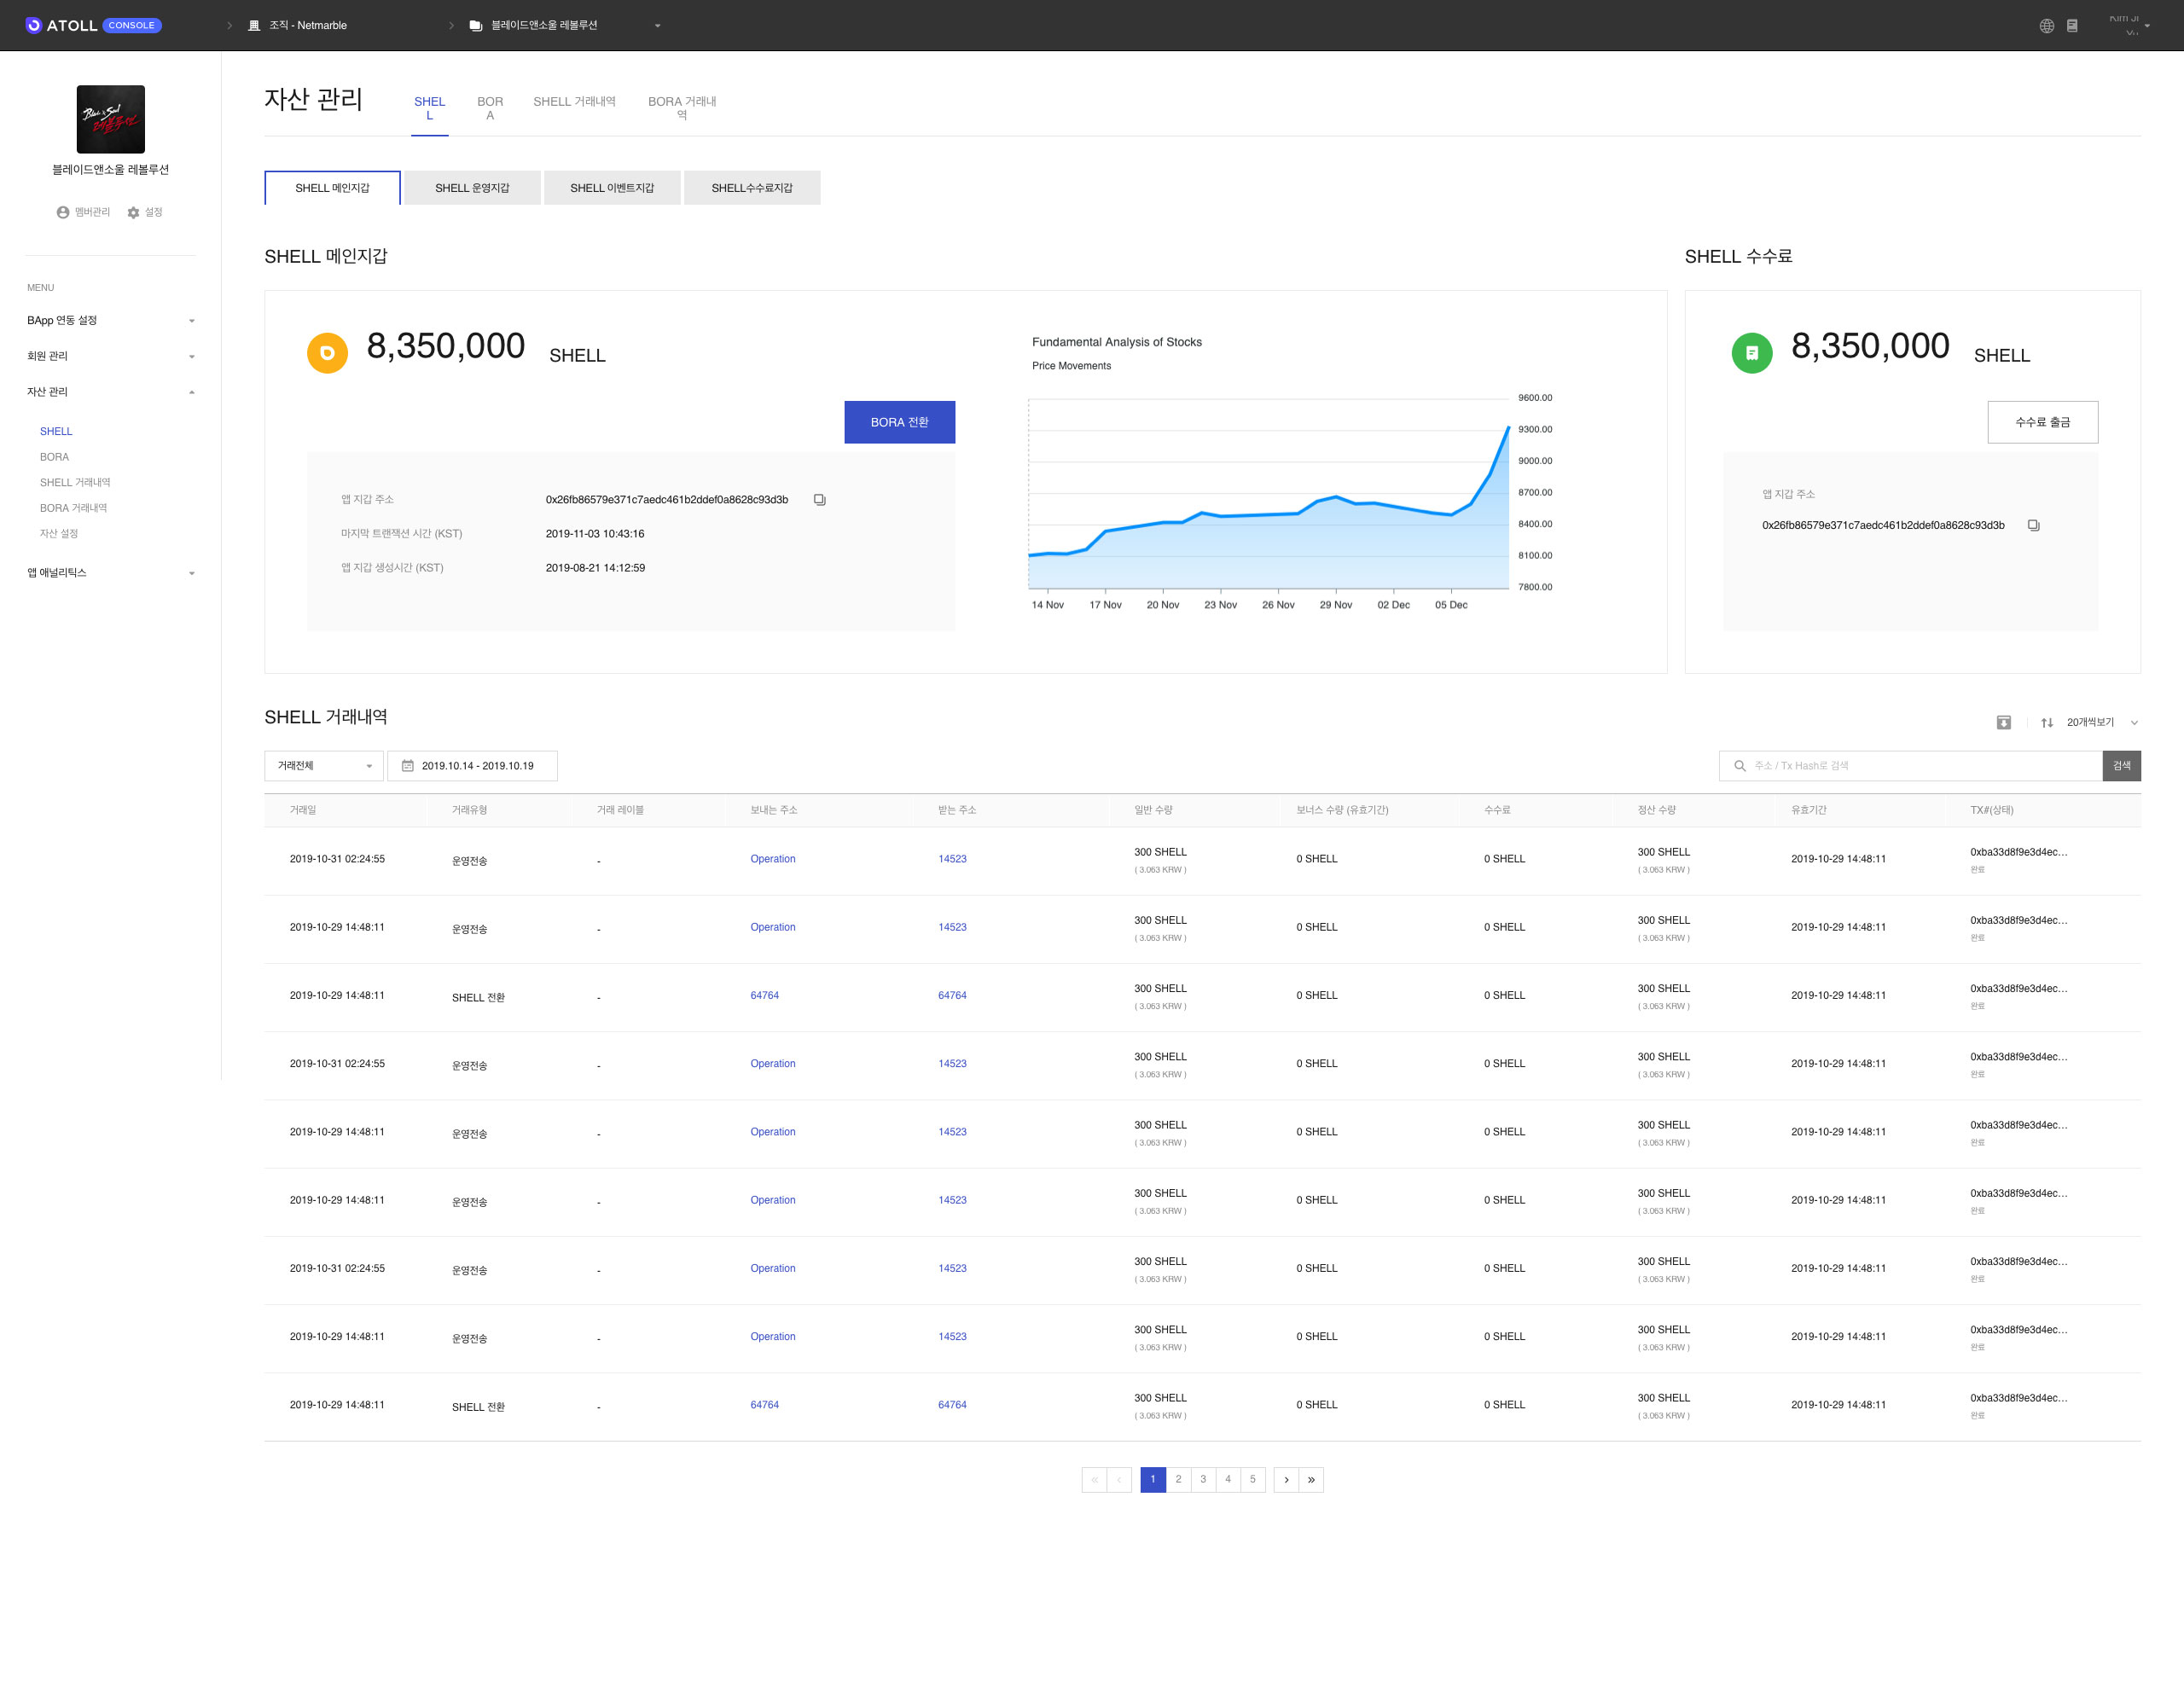 ATOLL CONSOLE
조직 - Netmarble
블레이드앤소울 레볼루션
Blade & Soul
레볼루션
블레이드앤소울 레볼루션
멤버관리 설정
MENU
BApp 연동 설정
회원 관리
자산 관리
SHELL
BORA
SHELL 거래내역
BORA 거래내역
자산 설정
앱 애널리틱스
자산 관리
SHEL
L
BOR
A
SHELL 거래내역
BORA 거래내
역
SHELL 메인지갑 SHELL 운영지갑 SHELL 이벤트지갑 SHELL수수료지갑
SHELL 메인지갑
8,350,000 SHELL
BORA 전환
앱 지갑 주소 0x26fb86579e371c7aedc461b2ddef0a8628c93d3b
마지막 트랜잭션 시간 (KST) 2019-11-03 10:43:16
앱 지갑 생성시간 (KST) 2019-08-21 14:12:59
Fundamental Analysis of Stocks
Price Movements
9600.00
9300.00
9000.00
8700.00
8400.00
8100.00
7800.00
14 Nov 17 Nov 20 Nov 23 Nov 26 Nov 29 Nov 02 Dec 05 Dec
SHELL 수수료
8,350,000 SHELL
수수료 출금
앱 지갑 주소
0x26fb86579e371c7aedc461b2ddef0a8628c93d3b
SHELL 거래내역
20개씩보기
거래전체 2019.10.14 - 2019.10.19
주소 / Tx Hash로 검색 검색
거래일 거래유형 거래 레이블 보내는 주소 받는 주소 일반 수량 보너스 수량 (유효기간) 수수료 정산 수량 유효기간 TX#(상태)
2019-10-31 02:24:55 운영전송 - Operation 14523 300 SHELL 0 SHELL 0 SHELL 300 SHELL 2019-10-29 14:48:11 0xba33d8f9e3d4ec...
( 3.063 KRW ) ( 3.063 KRW ) 완료
2019-10-29 14:48:11 운영전송 - Operation 14523 300 SHELL 0 SHELL 0 SHELL 300 SHELL 2019-10-29 14:48:11 0xba33d8f9e3d4ec...
( 3.063 KRW ) ( 3.063 KRW ) 완료
2019-10-29 14:48:11 SHELL 전환 - 64764 64764 300 SHELL 0 SHELL 0 SHELL 300 SHELL 2019-10-29 14:48:11 0xba33d8f9e3d4ec...
( 3.063 KRW ) ( 3.063 KRW ) 완료
2019-10-31 02:24:55 운영전송 - Operation 14523 300 SHELL 0 SHELL 0 SHELL 300 SHELL 2019-10-29 14:48:11 0xba33d8f9e3d4ec...
( 3.063 KRW ) ( 3.063 KRW ) 완료
2019-10-29 14:48:11 운영전송 - Operation 14523 300 SHELL 0 SHELL 0 SHELL 300 SHELL 2019-10-29 14:48:11 0xba33d8f9e3d4ec...
( 3.063 KRW ) ( 3.063 KRW ) 완료
2019-10-29 14:48:11 운영전송 - Operation 14523 300 SHELL 0 SHELL 0 SHELL 300 SHELL 2019-10-29 14:48:11 0xba33d8f9e3d4ec...
( 3.063 KRW ) ( 3.063 KRW ) 완료
2019-10-31 02:24:55 운영전송 - Operation 14523 300 SHELL 0 SHELL 0 SHELL 300 SHELL 2019-10-29 14:48:11 0xba33d8f9e3d4ec...
( 3.063 KRW ) ( 3.063 KRW ) 완료
2019-10-29 14:48:11 운영전송 - Operation 14523 300 SHELL 0 SHELL 0 SHELL 300 SHELL 2019-10-29 14:48:11 0xba33d8f9e3d4ec...
( 3.063 KRW ) ( 3.063 KRW ) 완료
2019-10-29 14:48:11 SHELL 전환 - 64764 64764 300 SHELL 0 SHELL 0 SHELL 300 SHELL 2019-10-29 14:48:11 0xba33d8f9e3d4ec...
( 3.063 KRW ) ( 3.063 KRW ) 완료
« ‹ 1 2 3 4 5 › »